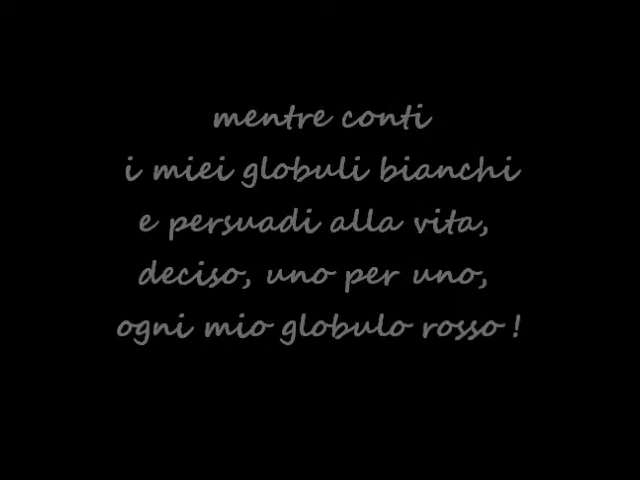 mentre conti
i miei globuli bianchi
e persuadi alla vita,
deciso, uno per uno,
ogni mio globulo rosso !